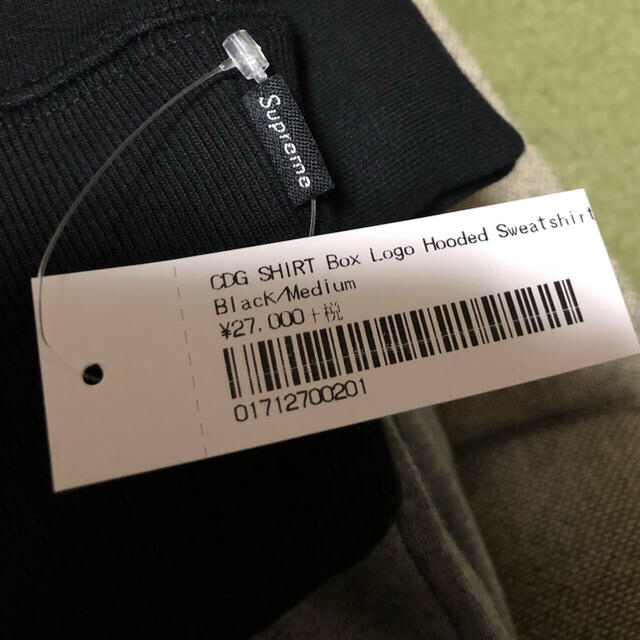 Supreme
CDG SHIRT Box Logo Hooded Sweatshirt
Black/Medium
¥27.000+税
01712700201